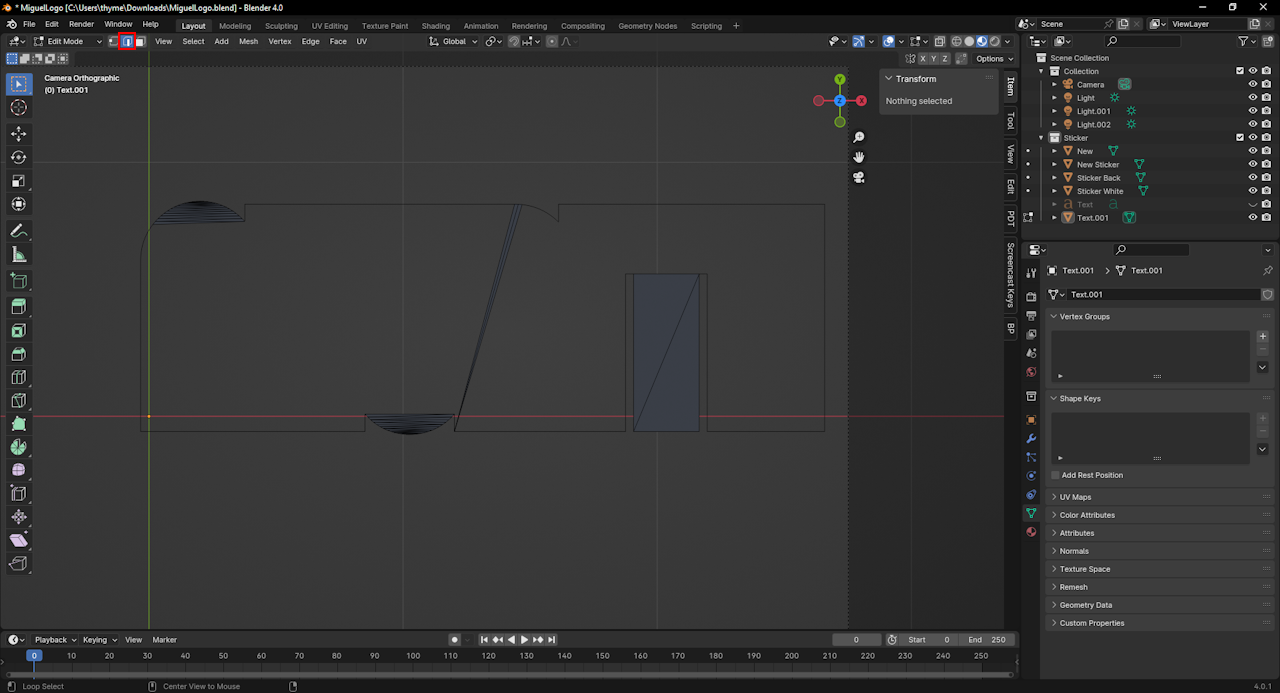 * MiguelLogo [C:\Users\thyme\Downloads\MiguelLogo.blend] - Blender 4.0
File Edit Render Window Help Layout Modeling Sculpting UV Editing Texture Paint Shading Animation Rendering Compositing Geometry Nodes Scripting + Scene ViewLayer
Edit Mode View Select Add Mesh Vertex Edge Face UV Global
X Y Z Options
Camera Orthographic
(0) Text.001
Y
Z
X
Transform
Nothing selected
Item
Tool
View
Edit
PDT
Screencast Keys
BP
Scene Collection
Collection
Camera
Light
Light.001
Light.002
Sticker
New
New Sticker
Sticker Back
Sticker White
Text
Text.001
Text.001 > Text.001
Text.001
Vertex Groups
Shape Keys
Add Rest Position
UV Maps
Color Attributes
Attributes
Normals
Texture Space
Remesh
Geometry Data
Custom Properties
Playback Keying View Marker 0 Start 0 End 250
0 10 20 30 40 50 60 70 80 90 100 110 120 130 140 150 160 170 180 190 200 210 220 230 240 250
Loop Select Center View to Mouse 4.0.1